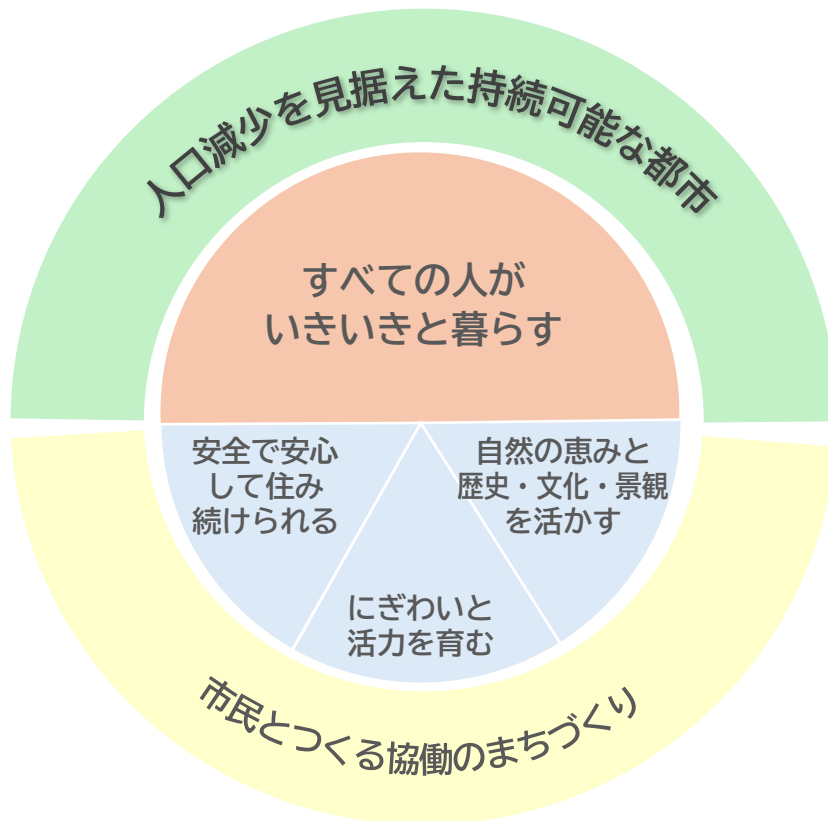 人口減少を見据えた持続可能な都市
すべての人が
いきいきと暮らす
安全で安心
して住み
続けられる
自然の恵みと
歴史・文化・景観
を活かす
にぎわいと
活力を育む
市民とつくる協働のまちづくり